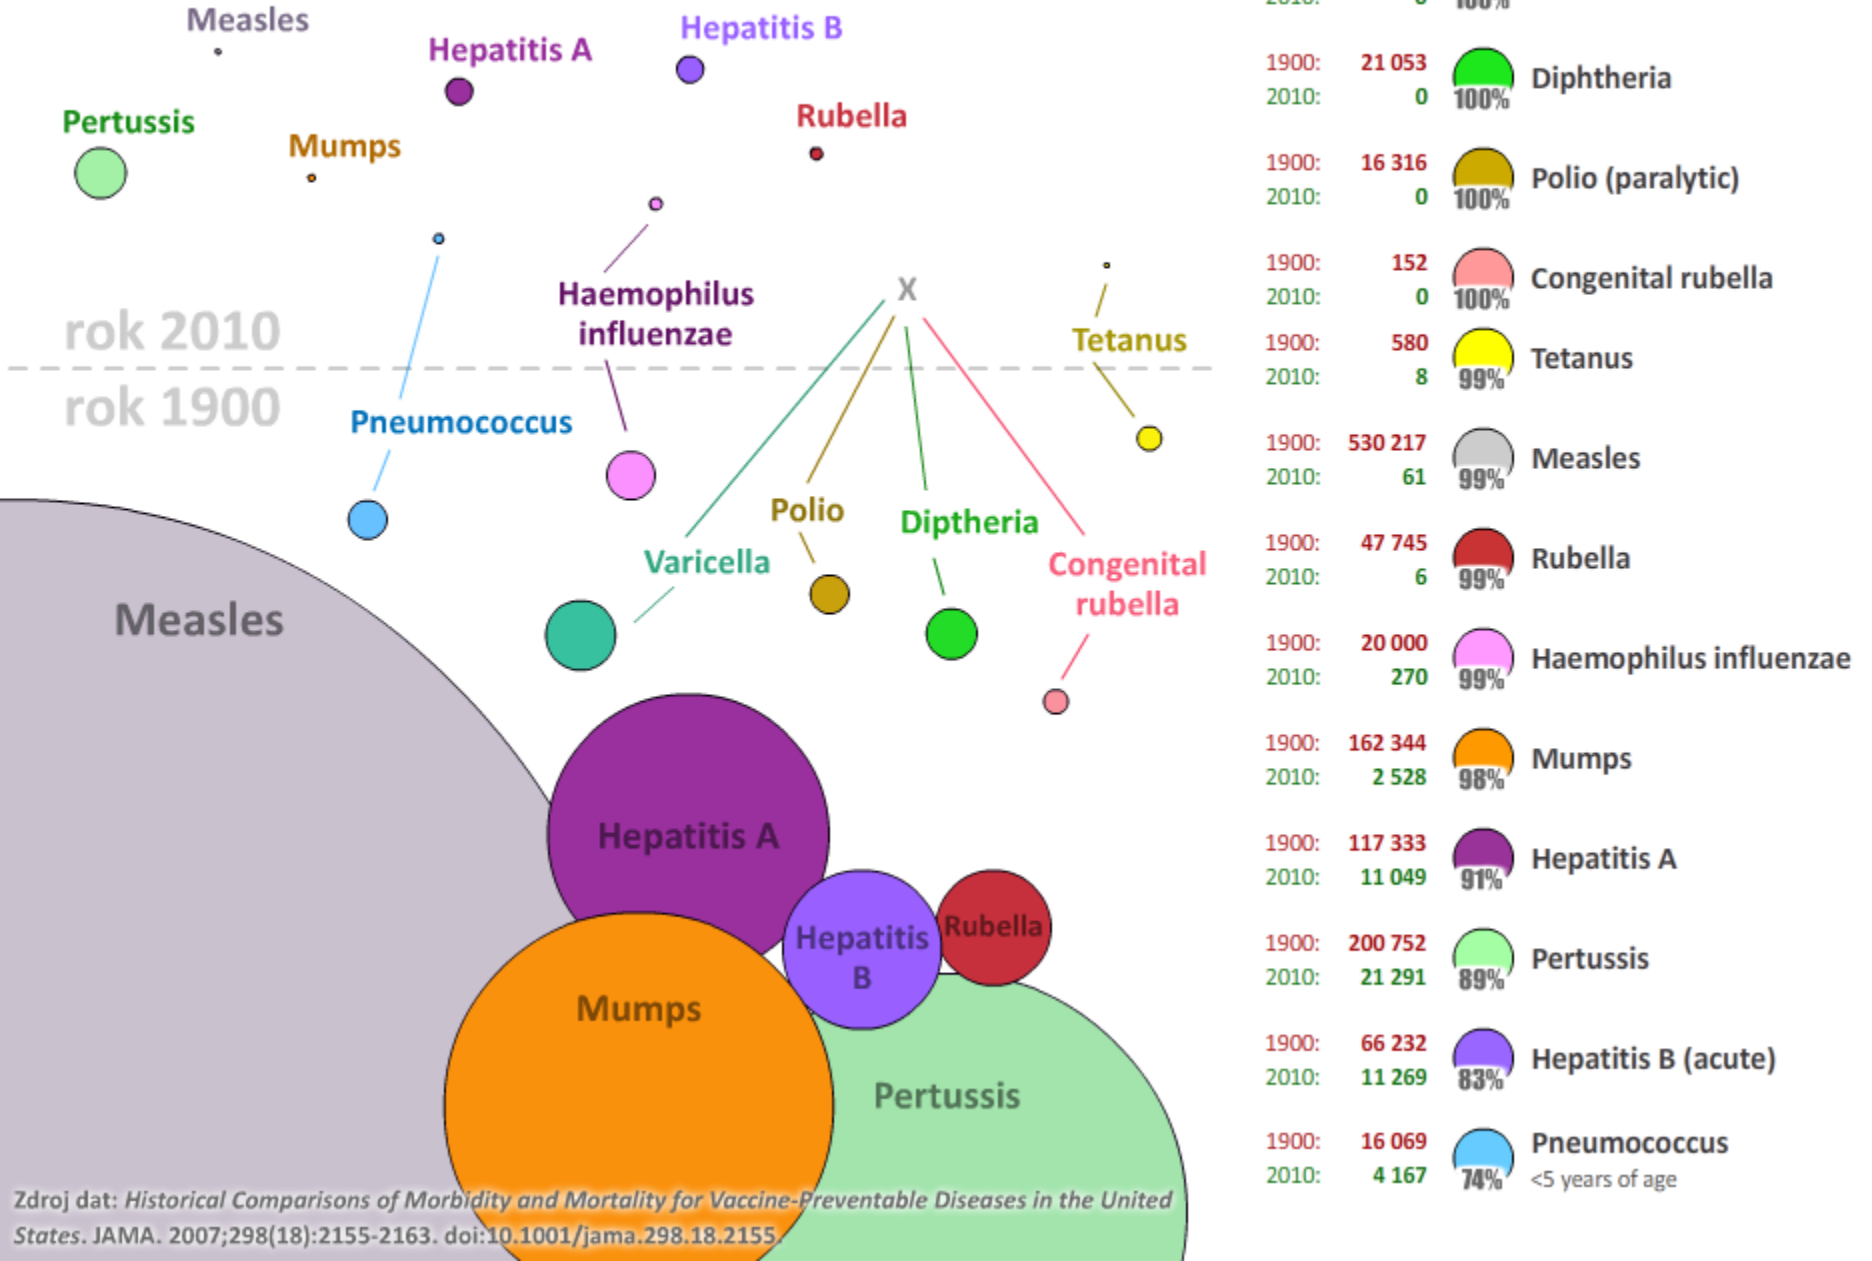 Measles
Hepatitis A
Hepatitis B
Pertussis
Mumps
Rubella
Haemophilus
influenzae
X
Tetanus
rok 2010
rok 1900
Pneumococcus
Polio
Diptheria
Varicella
Congenital
rubella
Measles
Hepatitis A
Hepatitis
B
Rubella
Mumps
Pertussis
Zdroj dat: Historical Comparisons of Morbidity and Mortality for Vaccine-Preventable Diseases in the United
States. JAMA. 2007;298(18):2155-2163. doi:10.1001/jama.298.18.2155.
1900: 21 053
2010: 0
100%
Diphtheria
1900: 16 316
2010: 0
100%
Polio (paralytic)
1900: 152
2010: 0
100%
Congenital rubella
1900: 580
2010: 8
99%
Tetanus
1900: 530 217
2010: 61
99%
Measles
1900: 47 745
2010: 6
99%
Rubella
1900: 20 000
2010: 270
99%
Haemophilus influenzae
1900: 162 344
2010: 2 528
98%
Mumps
1900: 117 333
2010: 11 049
91%
Hepatitis A
1900: 200 752
2010: 21 291
89%
Pertussis
1900: 66 232
2010: 11 269
83%
Hepatitis B (acute)
1900: 16 069
2010: 4 167
74%
Pneumococcus
<5 years of age